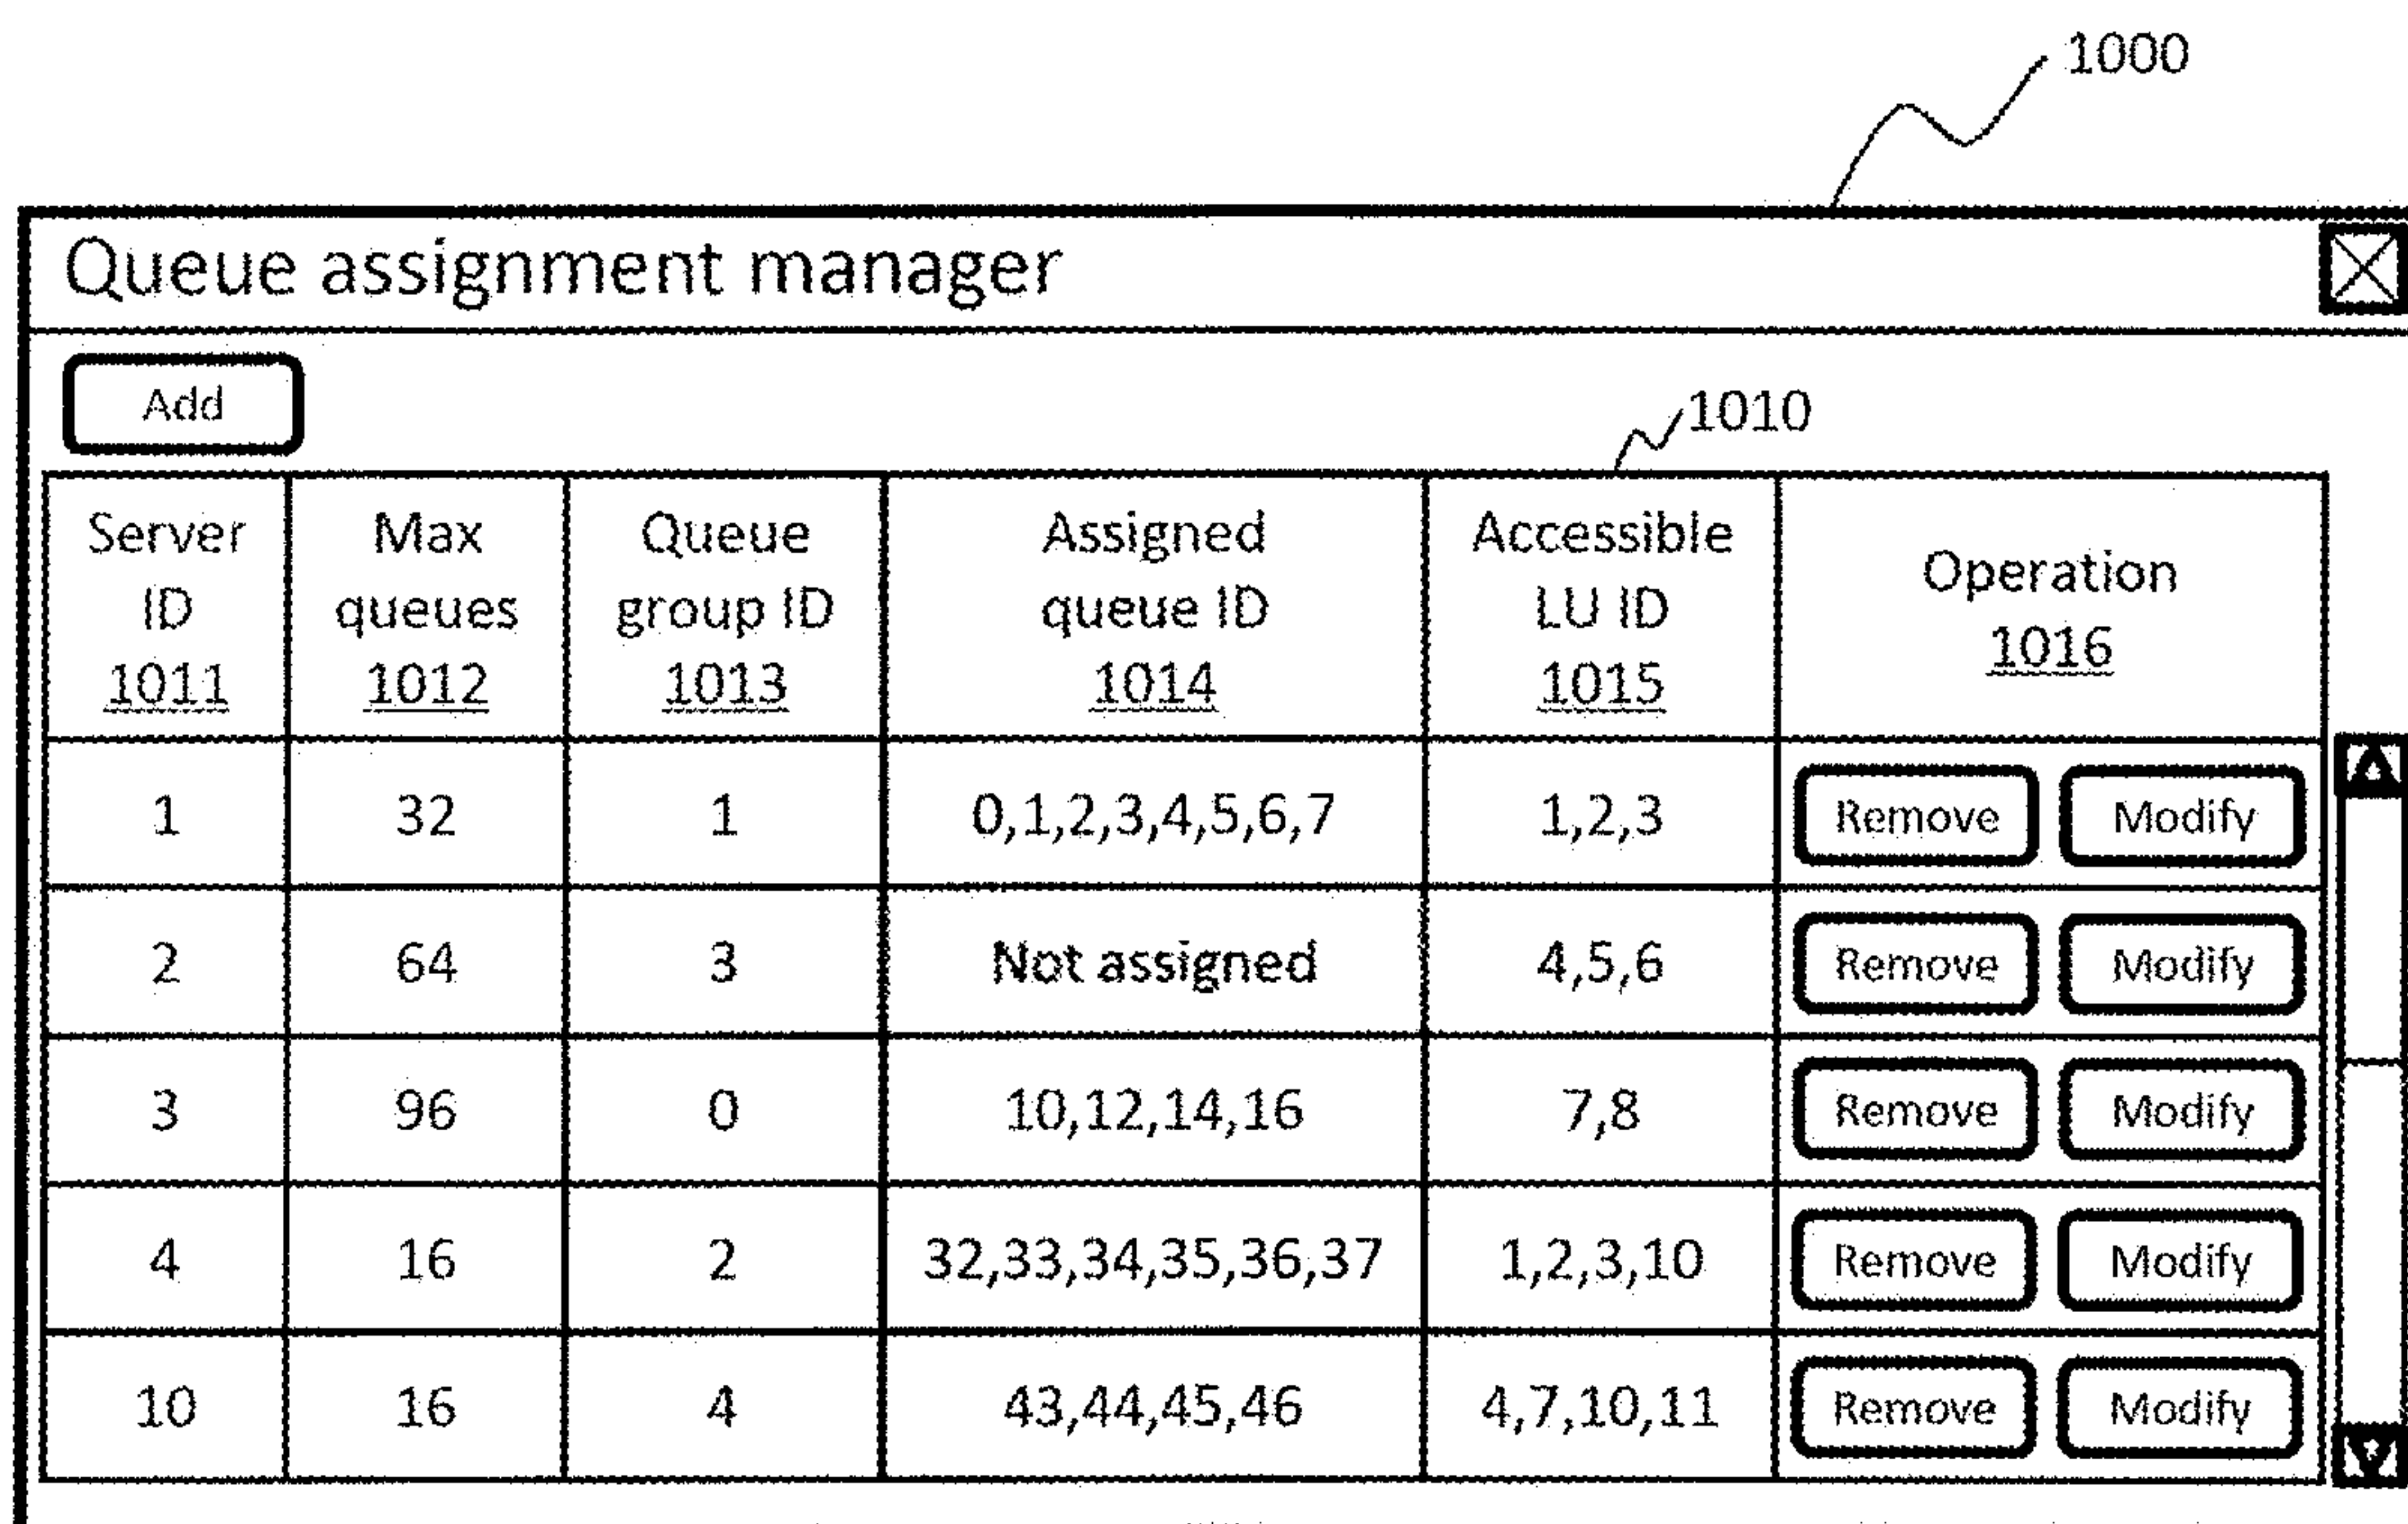 1000
Queue assignment manager
Add
1010
Server ID 1011
Max queues 1012
Queue group ID 1013
Assigned queue ID 1014
Accessible LU ID 1015
Operation 1016
1 32 1 0,1,2,3,4,5,6,7 1,2,3 Remove Modify
2 64 3 Not assigned 4,5,6 Remove Modify
3 96 0 10,12,14,16 7,8 Remove Modify
4 16 2 32,33,34,35,36,37 1,2,3,10 Remove Modify
10 16 4 43,44,45,46 4,7,10,11 Remove Modify